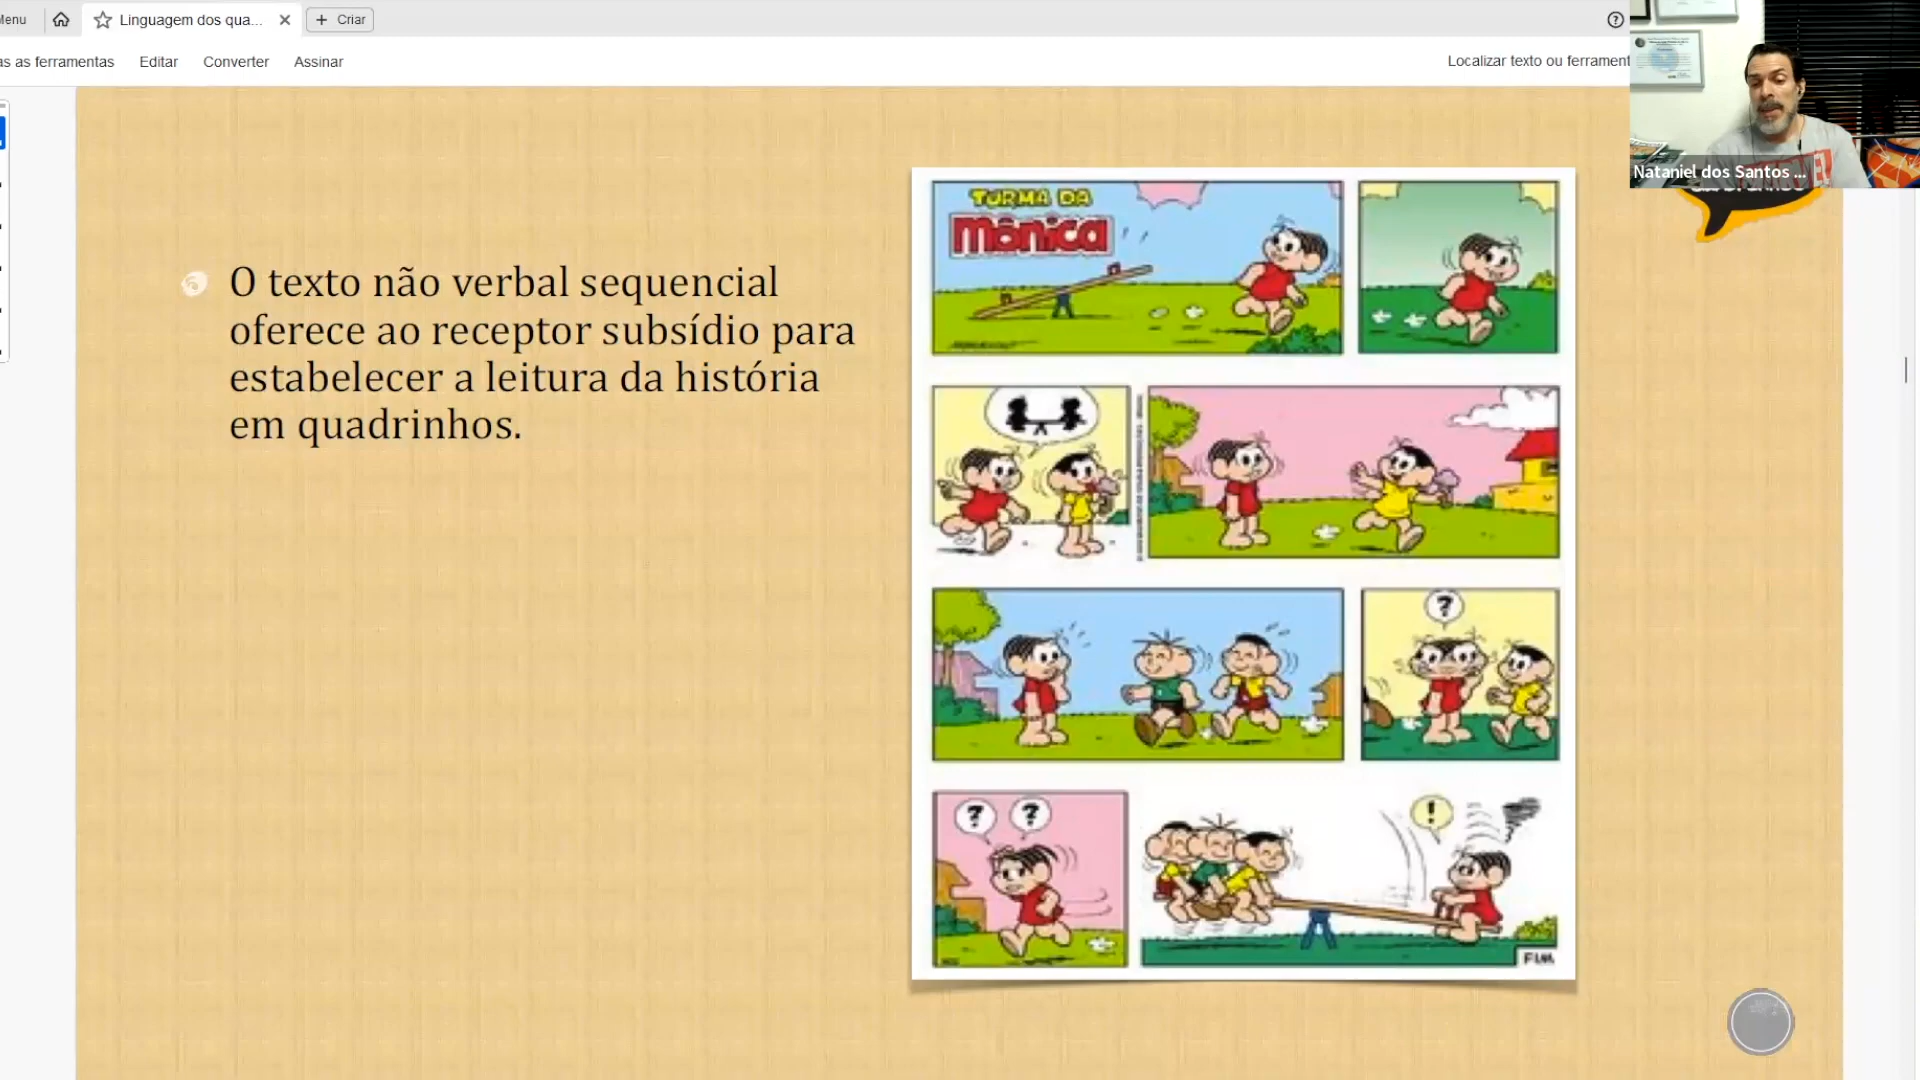 Menu
Linguagem dos qua...
Criar
as as ferramentas
Editar
Converter
Assinar
Localizar texto ou ferrament
Nataniel dos Santos ...
O texto não verbal sequencial
oferece ao receptor subsídio para
estabelecer a leitura da história
em quadrinhos.
TURMA DA
Mônica
?
? ?
!
FIM